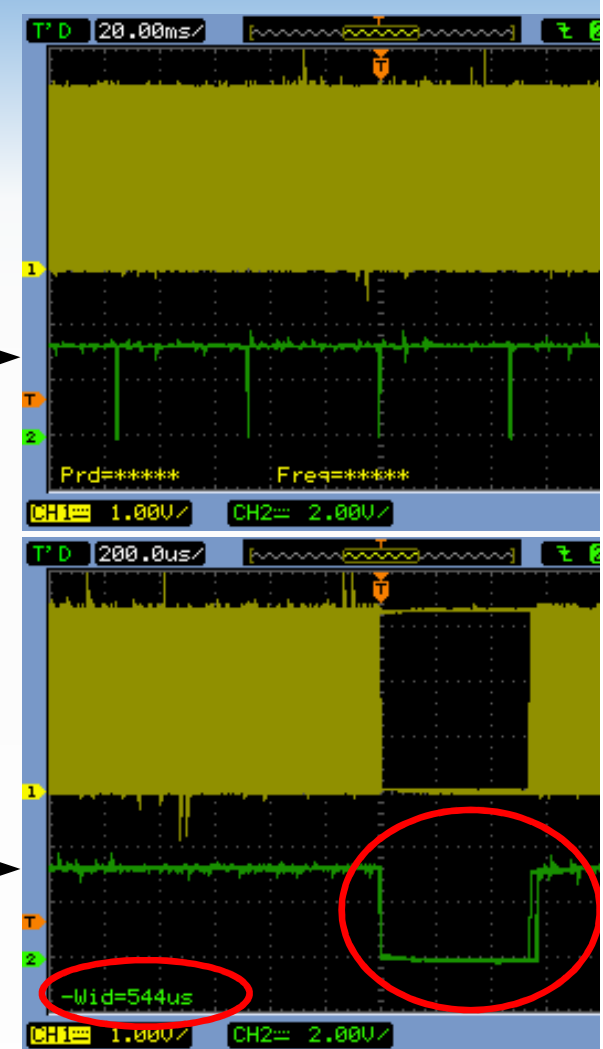 T'D 20.00ms/ T
T
1
T
2
Prd=***** Freq=*****
CH1 1.00V/ CH2 2.00V/
T'D 200.0us/ T
T
1
T
2
-Wid=544us
CH1 1.00V/ CH2 2.00V/